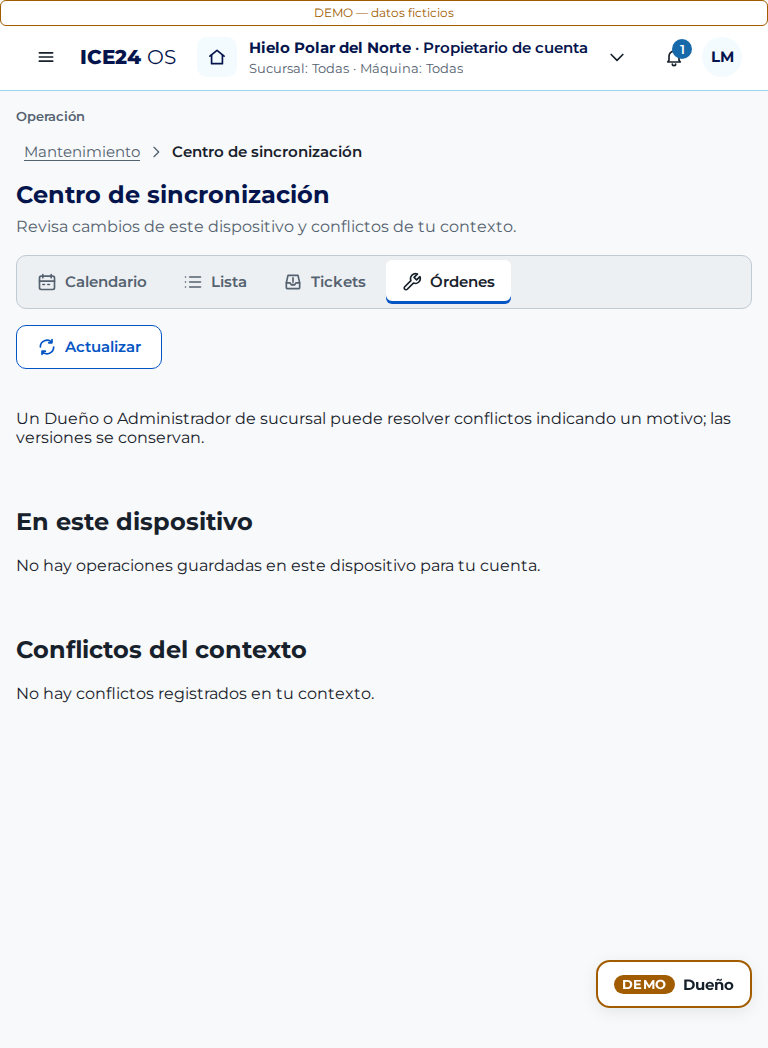 DEMO — datos ficticios
ICE24 OS
Hielo Polar del Norte · Propietario de cuenta
Sucursal: Todas · Máquina: Todas
1
LM
Operación
Mantenimiento > Centro de sincronización
Centro de sincronización
Revisa cambios de este dispositivo y conflictos de tu contexto.
Calendario Lista Tickets Órdenes
Actualizar
Un Dueño o Administrador de sucursal puede resolver conflictos indicando un motivo; las
versiones se conservan.
En este dispositivo
No hay operaciones guardadas en este dispositivo para tu cuenta.
Conflictos del contexto
No hay conflictos registrados en tu contexto.
DEMO Dueño